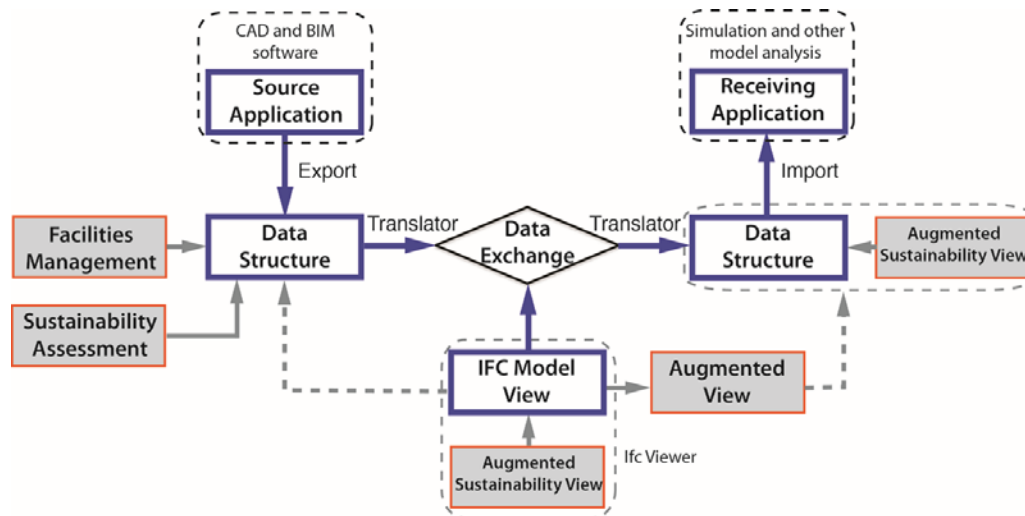 CAD and BIM
software
Source
Application
Simulation and other
model analysis
Receiving
Application
Export
Import
Facilities
Management
Data
Structure
Translator
Data
Exchange
Translator
Data
Structure
Augmented
Sustainability View
Sustainability
Assessment
IFC Model
View
Augmented
View
Augmented
Sustainability View
Ifc Viewer